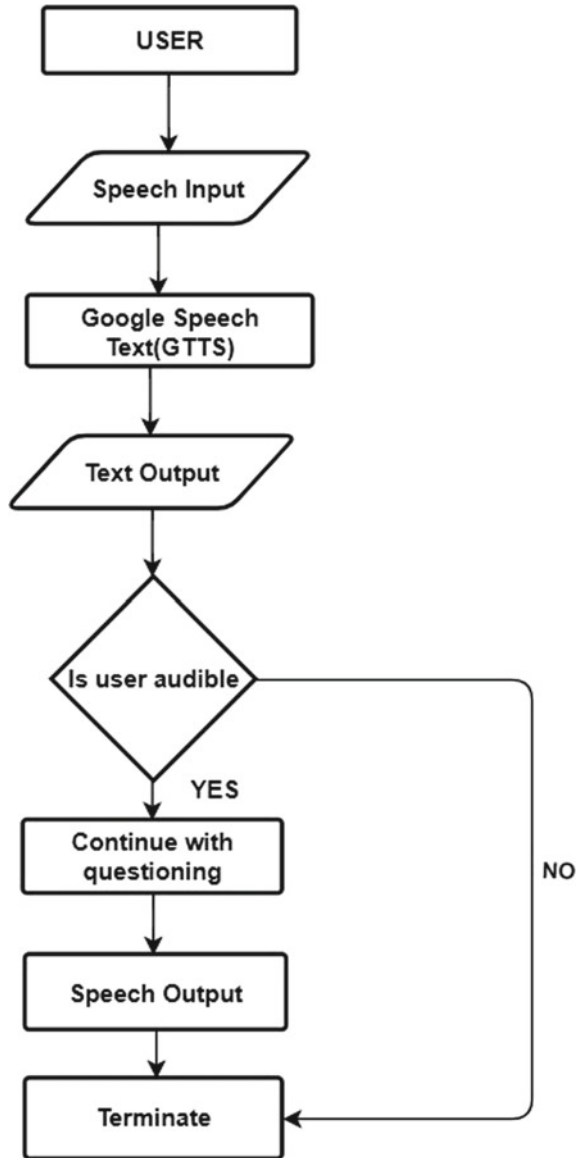 USER
Speech Input
Google Speech
Text(GTTS)
Text Output
Is user audible
YES
Continue with
questioning
NO
Speech Output
Terminate